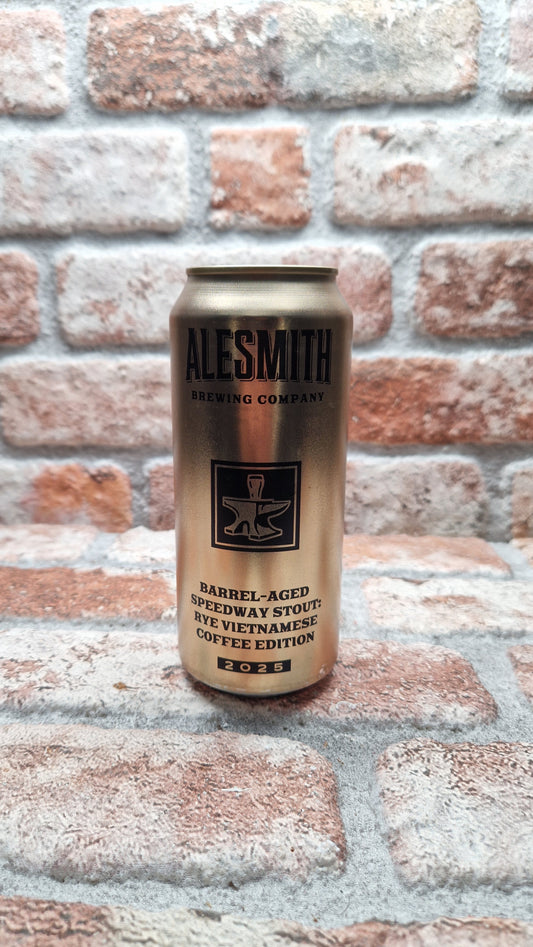 ALESMITH
BREWING COMPANY
BARREL-AGED
SPEEDWAY STOUT:
RYE VIETNAMESE
COFFEE EDITION
2025